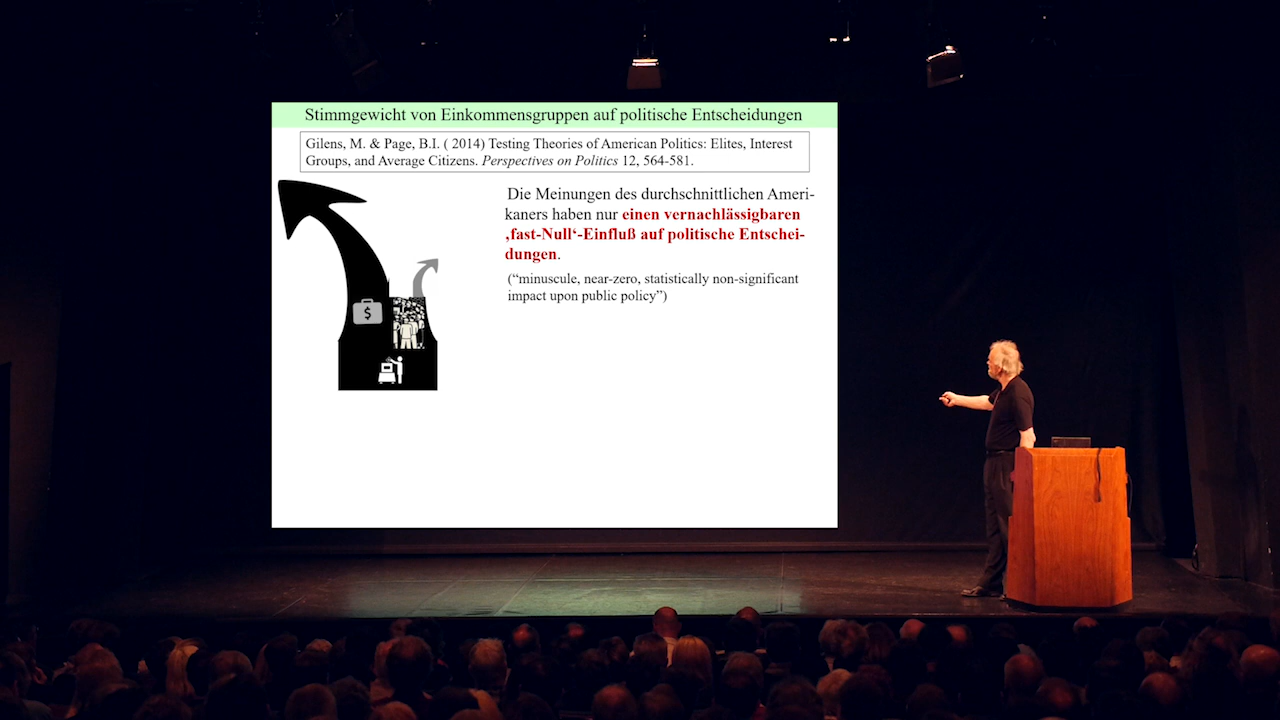 Stimmgewicht von Einkommensgruppen auf politische Entscheidungen
Gilens, M. & Page, B.I. ( 2014) Testing Theories of American Politics: Elites, Interest
Groups, and Average Citizens. Perspectives on Politics 12, 564-581.
Die Meinungen des durchschnittlichen Ameri-
kaners haben nur einen vernachlässigbaren
‚fast-Null‘-Einfluß auf politische Entschei-
dungen.
(“minuscule, near-zero, statistically non-significant
impact upon public policy”)
$